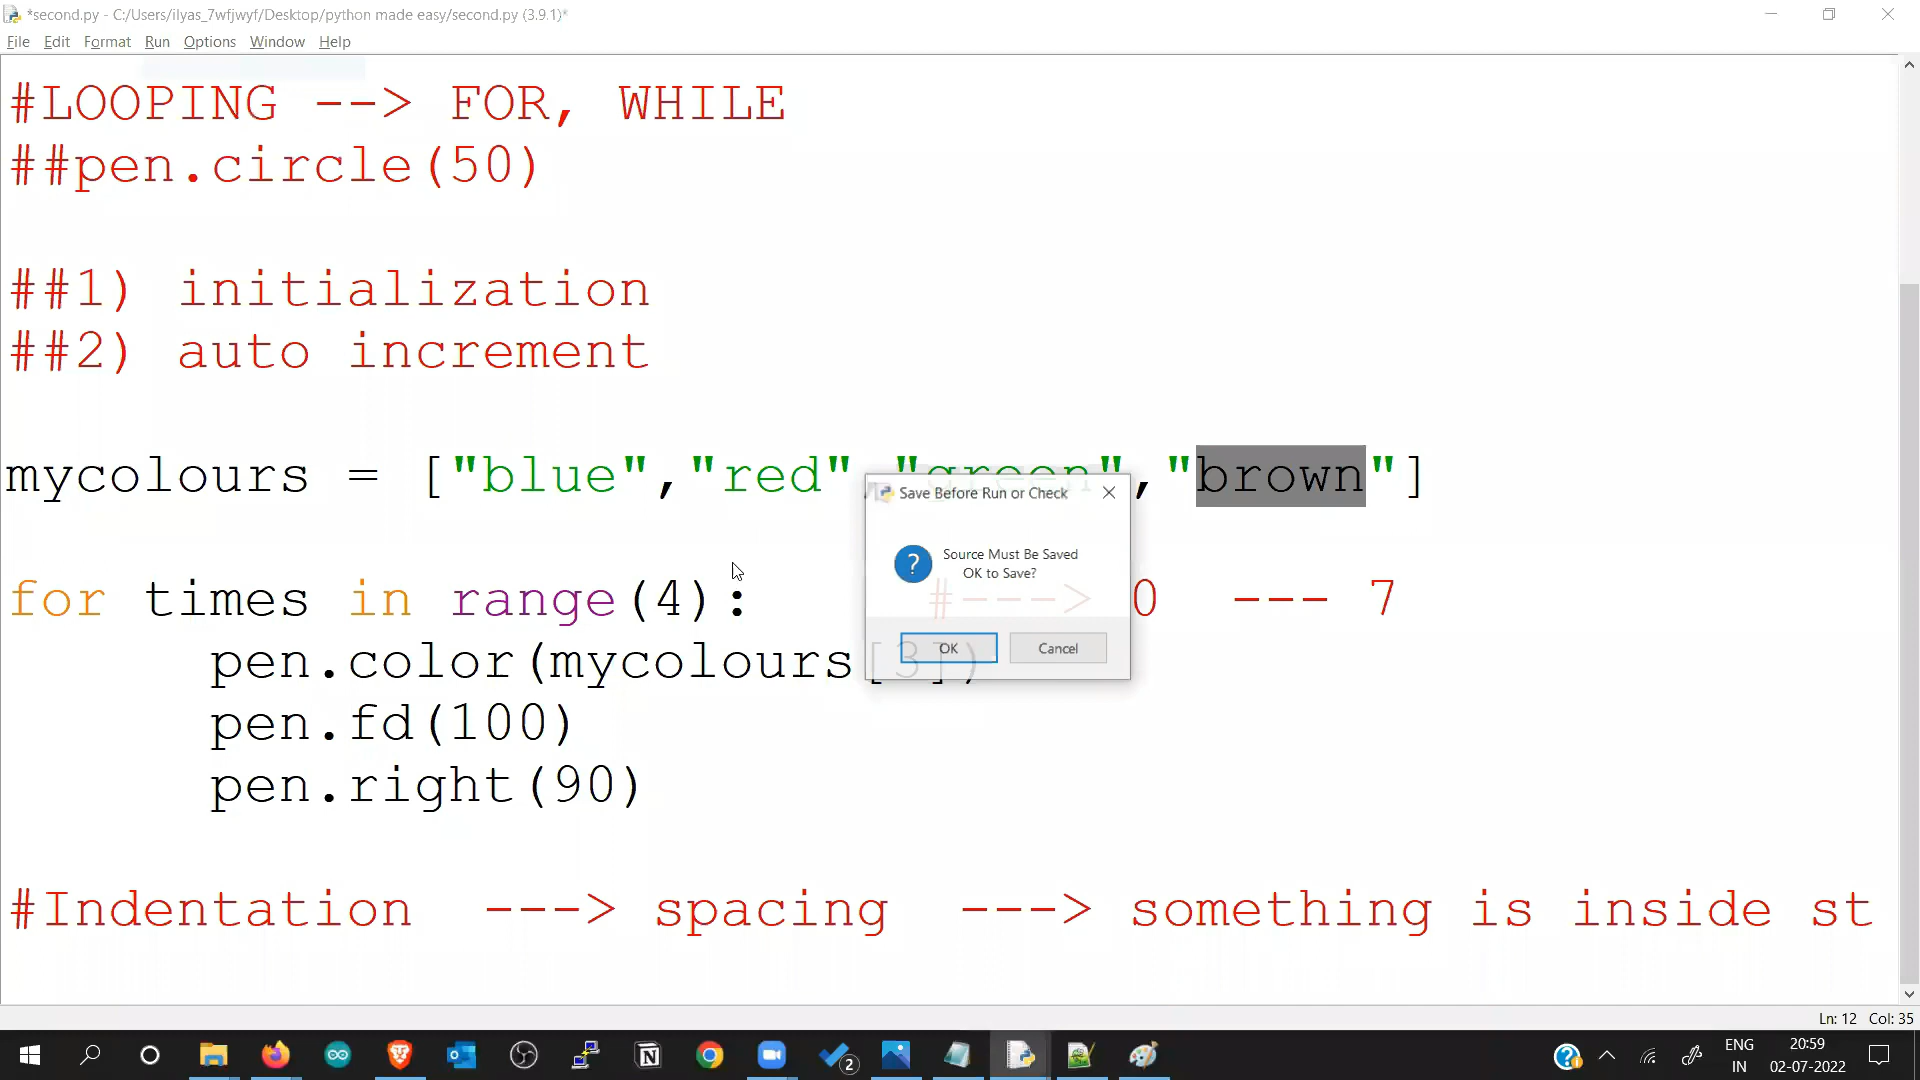 *second.py - C:/Users/ilyas_7wfjwyf/Desktop/python made easy/second.py (3.9.1)*
File Edit Format Run Options Window Help
#LOOPING --> FOR, WHILE
##pen.circle(50)
##1) initialization
##2) auto increment
mycolours = ["blue","red","green","brown"]
Save Before Run or Check
Source Must Be Saved
OK to Save?
OK Cancel
for times in range(4): #---> 0 --- 7
pen.color(mycolours[3])
pen.fd(100)
pen.right(90)
#Indentation ---> spacing ---> something is inside st
Ln: 12 Col: 35
2
ENG
IN
20:59
02-07-2022